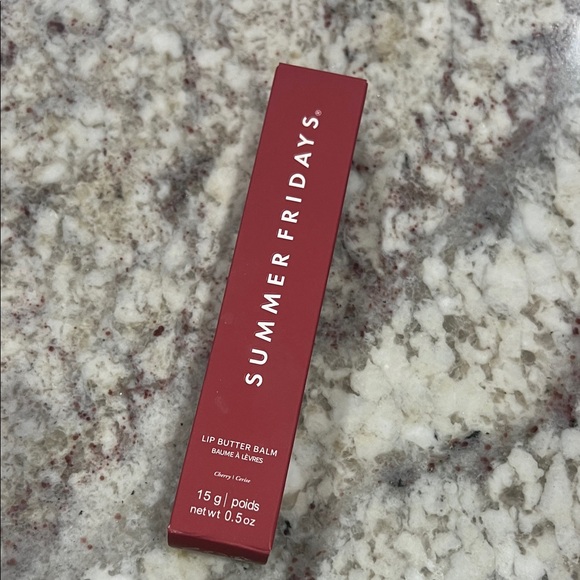 SUMMER FRIDAYS®
LIP BUTTER BALM
BAUME À LÈVRES
Cherry | Cerise
15 g | poids
net wt 0.5 oz